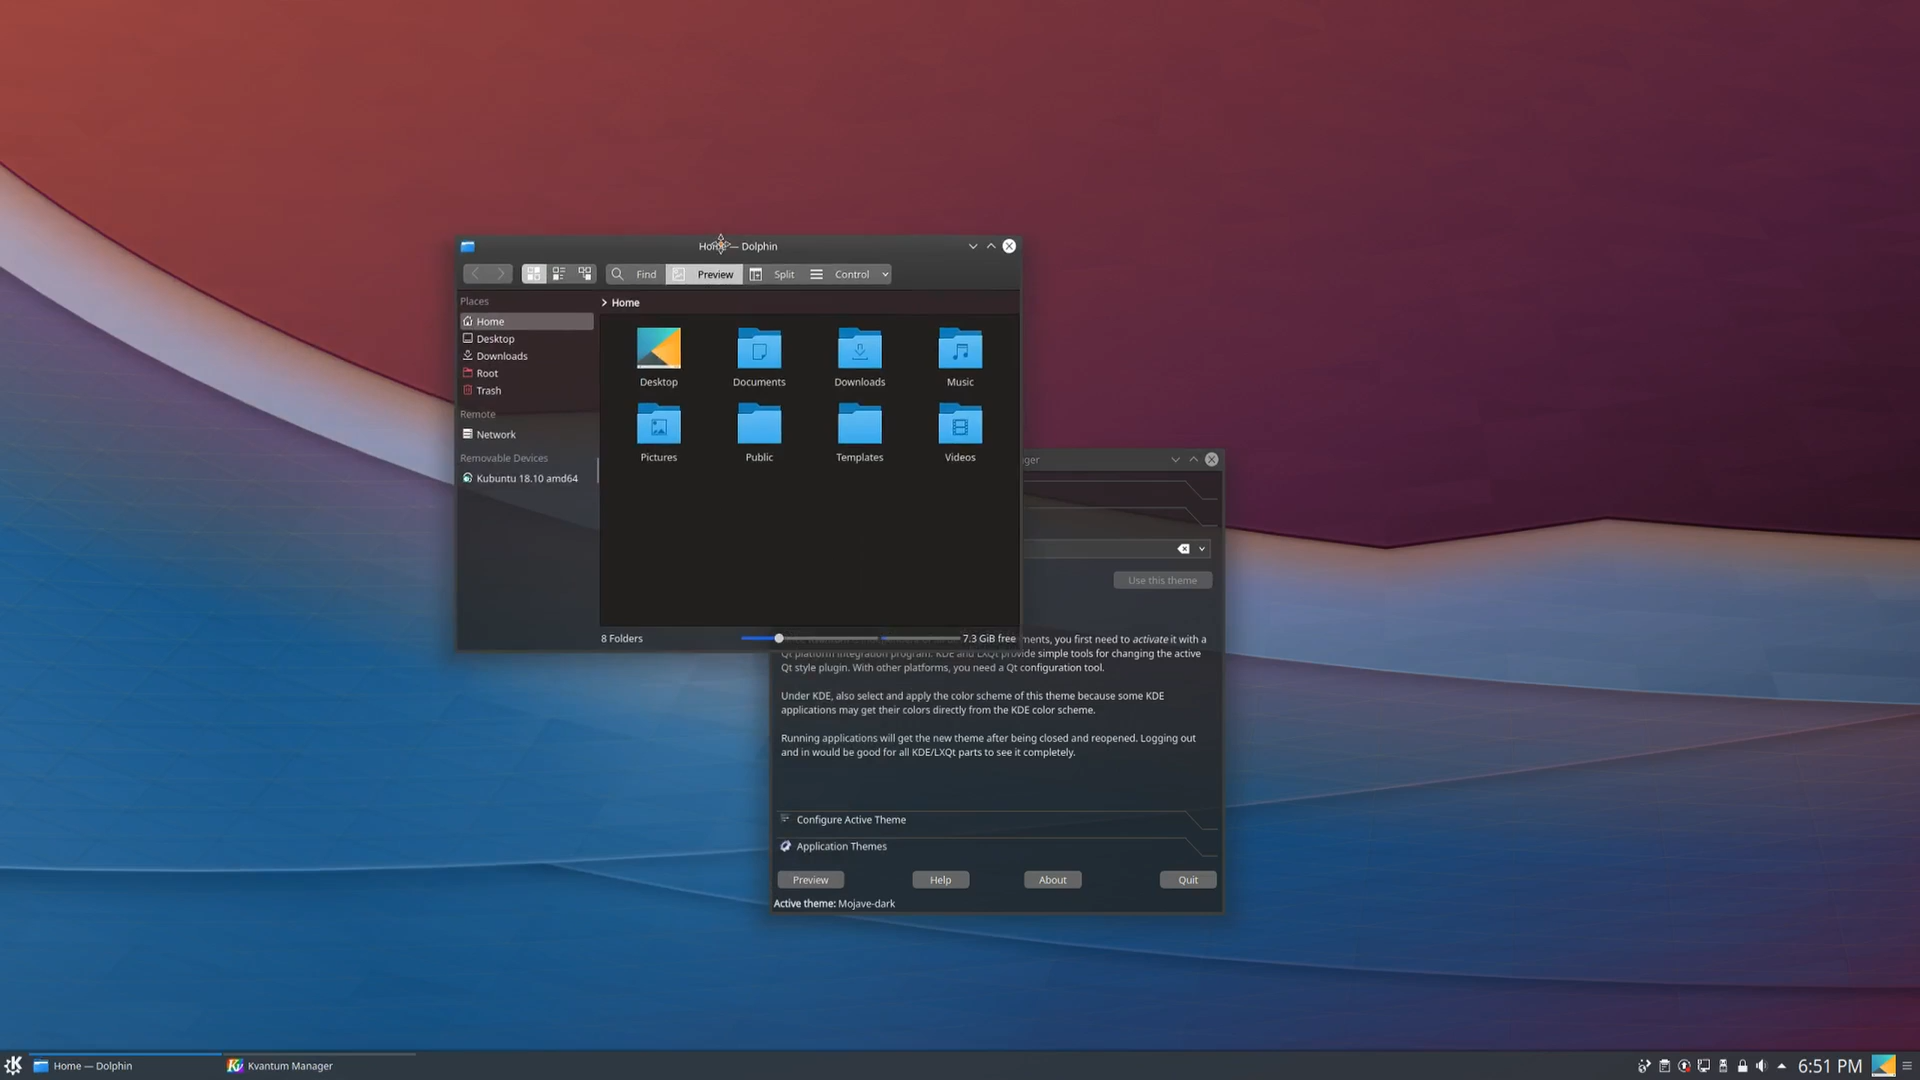 Home — Dolphin
Find Preview Split Control
Places
Home
Desktop
Downloads
Root
Trash
Remote
Network
Removable Devices
Kubuntu 18.10 amd64
Home
Desktop Documents Downloads Music
Pictures Public Templates Videos
8 Folders 7.3 GiB free
ger
Use this theme
ments, you first need to activate it with a
Qt platform integration program. KDE and LXQt provide simple tools for changing the active
Qt style plugin. With other platforms, you need a Qt configuration tool.
Under KDE, also select and apply the color scheme of this theme because some KDE
applications may get their colors directly from the KDE color scheme.
Running applications will get the new theme after being closed and reopened. Logging out
and in would be good for all KDE/LXQt parts to see it completely.
Configure Active Theme
Application Themes
Preview Help About Quit
Active theme: Mojave-dark
Home — Dolphin Kvantum Manager 6:51 PM